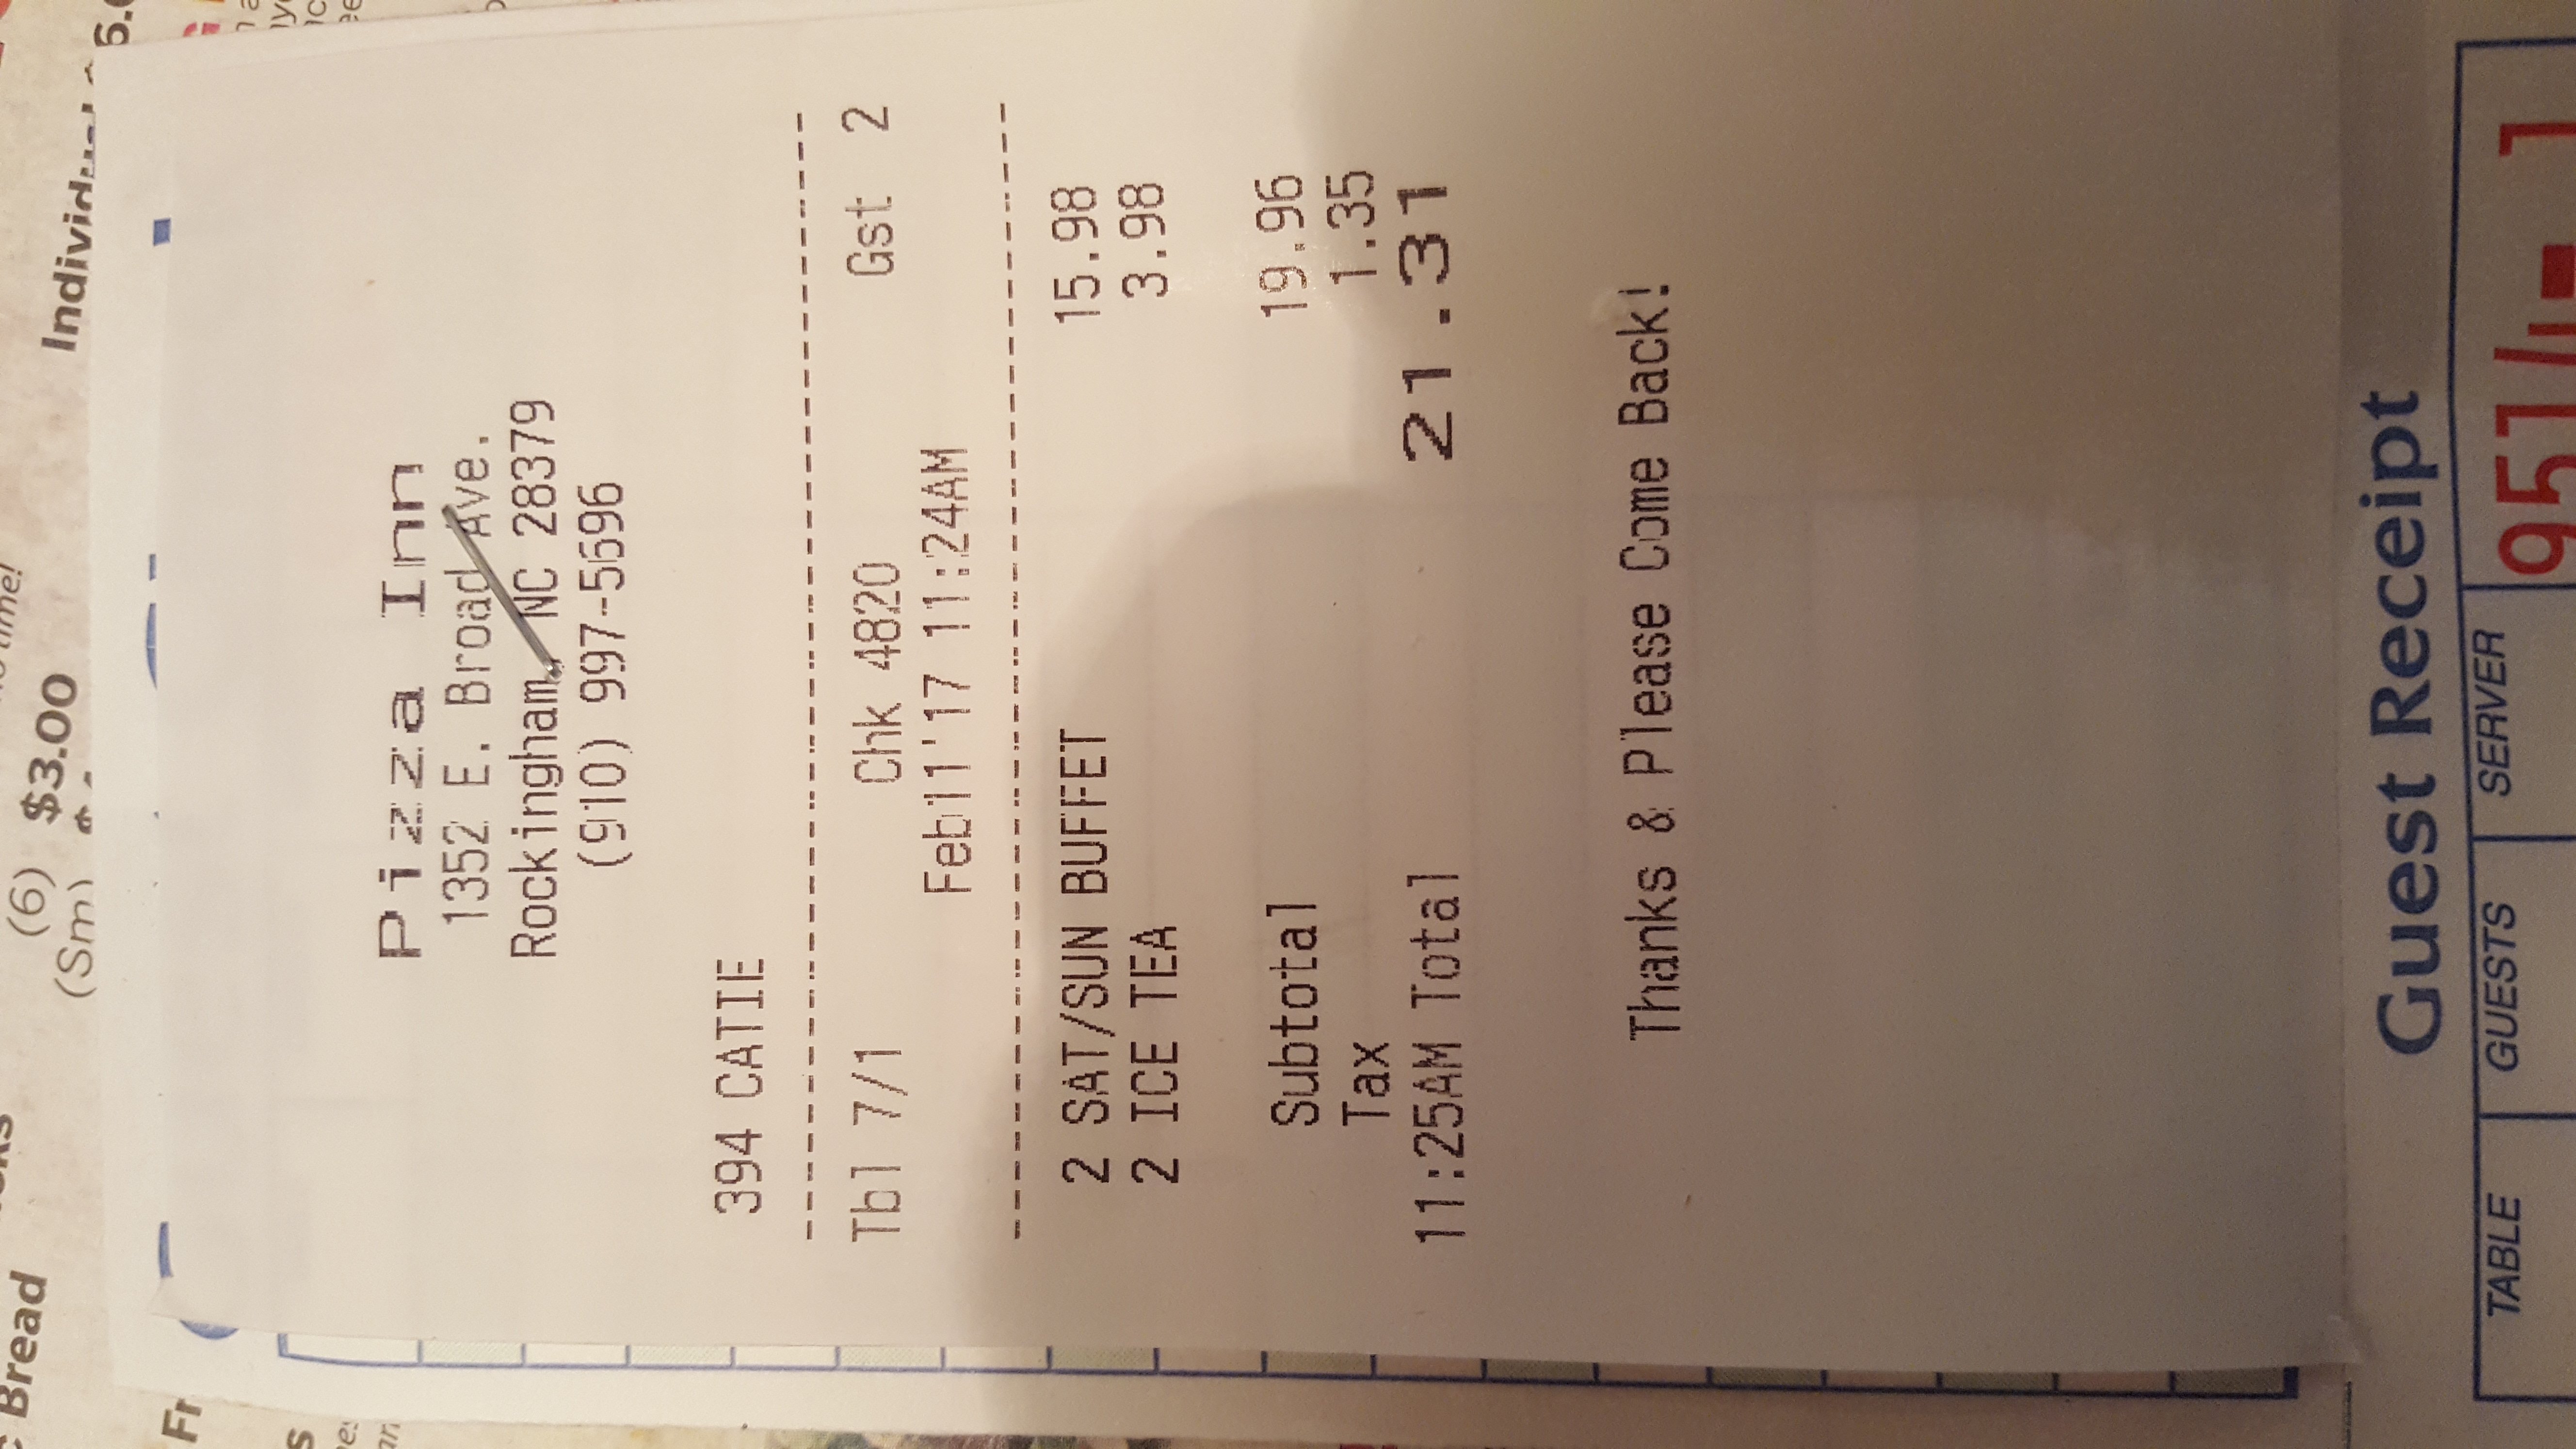 Pizza Inn
1352 E. Broad Ave.
Rockingham, NC 28379
(910) 997-5696
394 CATIE
Tbl 7/1 Chk 4820 Gst 2
Feb11'17 11:24AM
2 SAT/SUN BUFFET 15.98
2 ICE TEA 3.98
Subtotal 19.96
Tax 1.35
11:25AM Total 21.31
Thanks & Please Come Back!
Guest Receipt
TABLE GUESTS SERVER
(6) $3.00
(Sm)
Bread